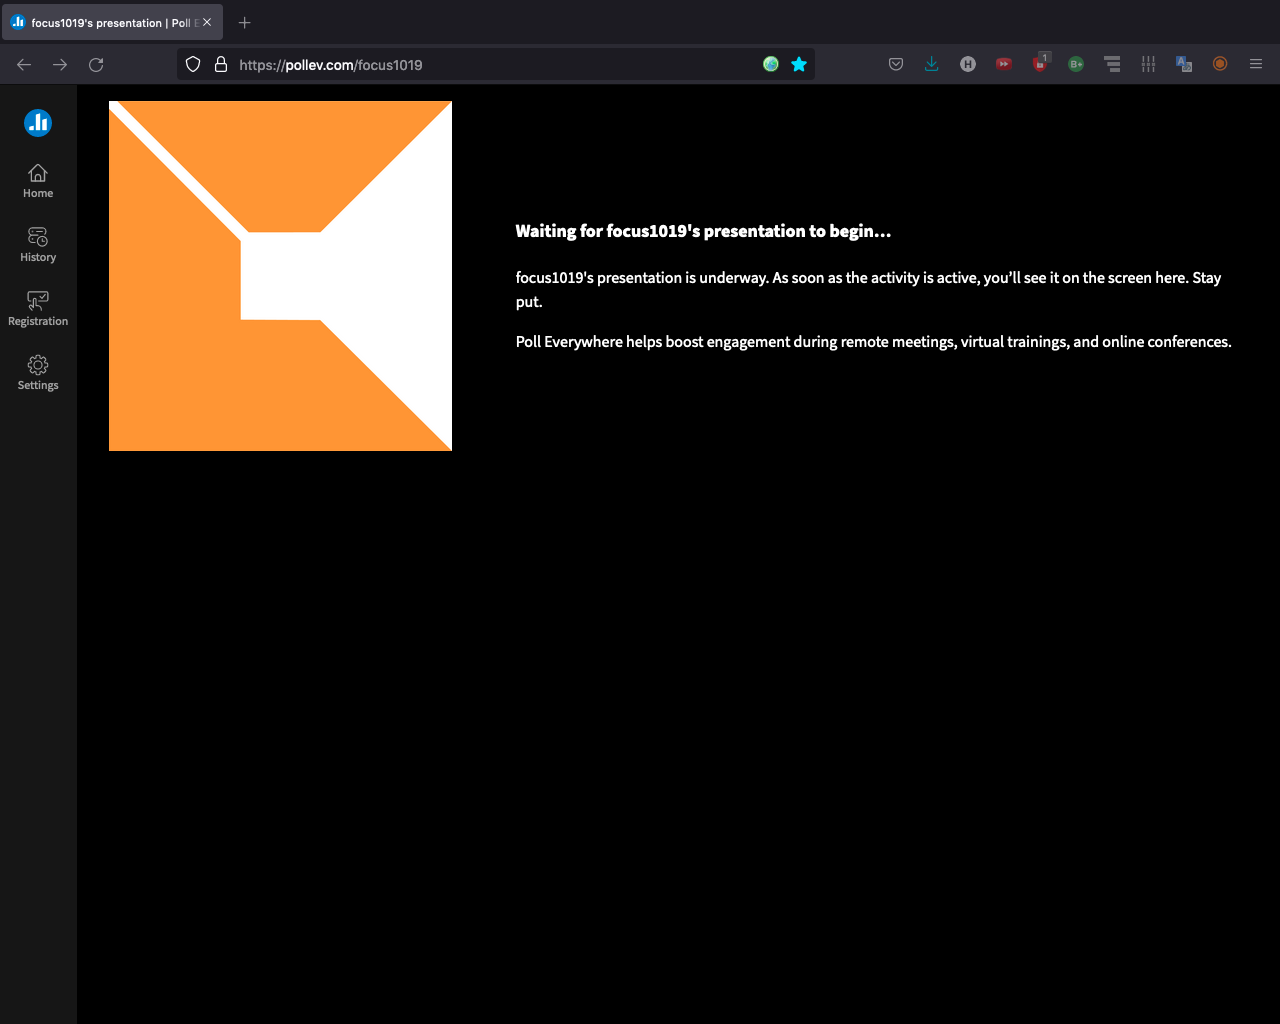 focus1019's presentation | Poll E
https://pollev.com/focus1019
1
Home
History
Registration
Settings
Waiting for focus1019's presentation to begin…
focus1019's presentation is underway. As soon as the activity is active, you’ll see it on the screen here. Stay
put.
Poll Everywhere helps boost engagement during remote meetings, virtual trainings, and online conferences.